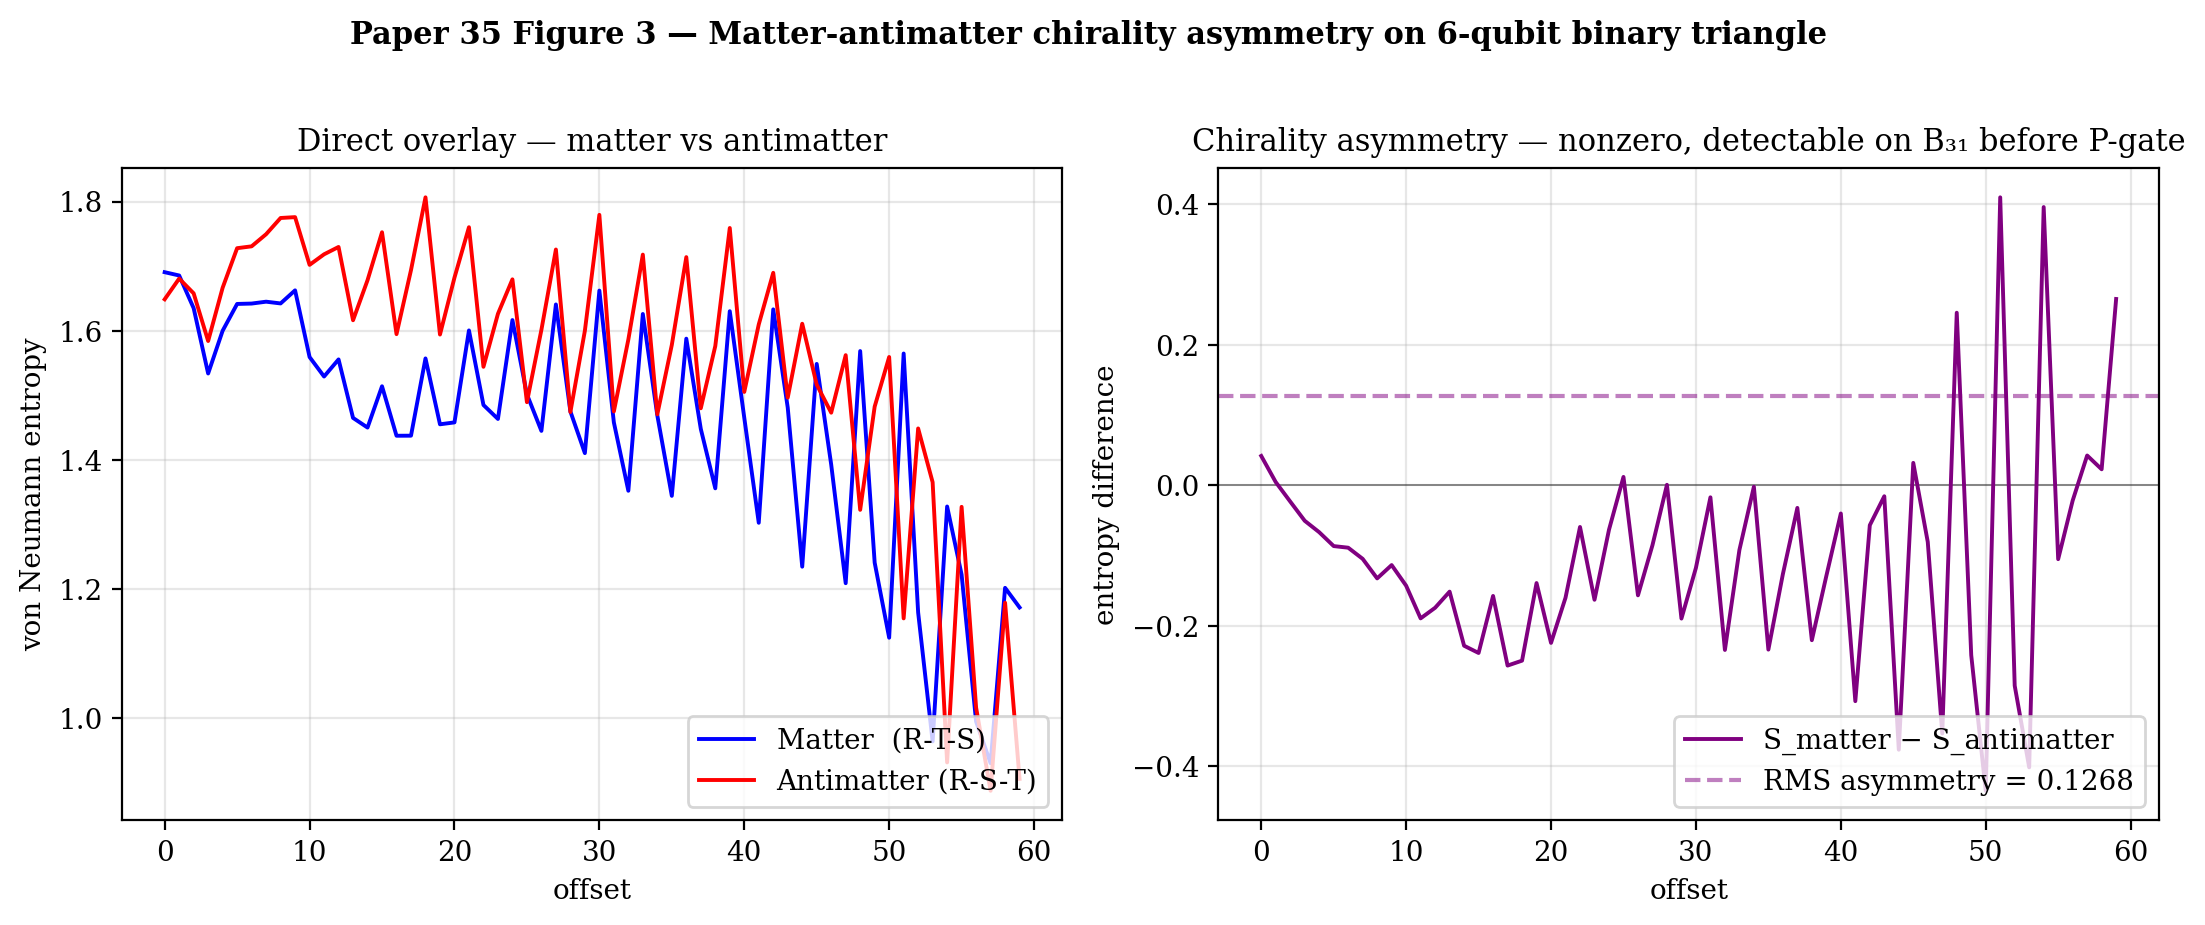 Paper 35 Figure 3 — Matter-antimatter chirality asymmetry on 6-qubit binary triangle
Direct overlay — matter vs antimatter
von Neumann entropy
1.8
1.6
1.4
1.2
1.0
Matter (R-T-S)
Antimatter (R-S-T)
0 10 20 30 40 50 60
offset
Chirality asymmetry — nonzero, detectable on B₃₁ before P-gate
entropy difference
0.4
0.2
0.0
−0.2
−0.4
S_matter − S_antimatter
RMS asymmetry = 0.1268
0 10 20 30 40 50 60
offset